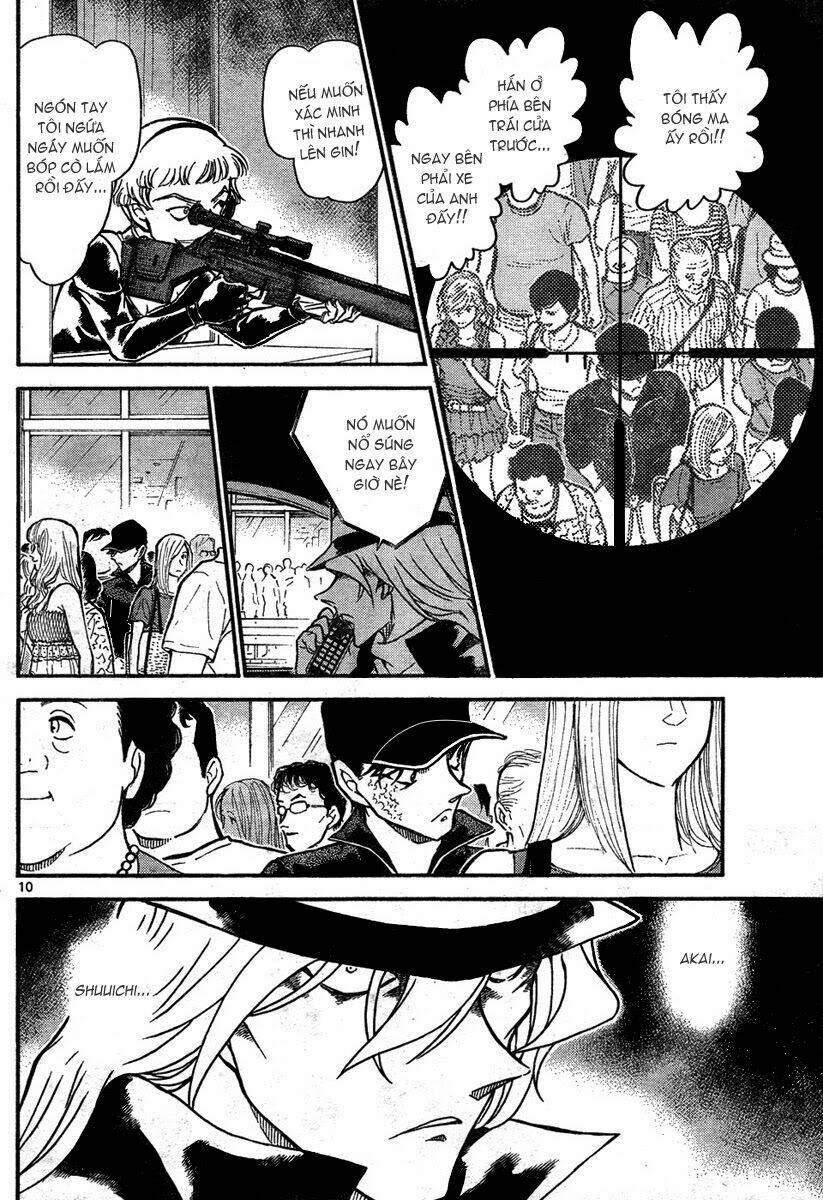 TÔI THẤY
BÓNG MA
ẤY RỒI!!
HẮN Ở
PHÍA BÊN
TRÁI CỬA
TRƯỚC...
NGAY BÊN
PHẢI XE
CỦA ANH
ĐẤY!!
NẾU MUỐN
XÁC MINH
THÌ NHANH
LÊN GIN!
NGÓN TAY
TÔI NGỨA
NGÁY MUỐN
BÓP CÒ LẮM
RỒI ĐẤY...
NÓ MUỐN
NỔ SÚNG
NGAY BÂY
GIỜ NÈ!
10
AKAI...
SHUUICHI...